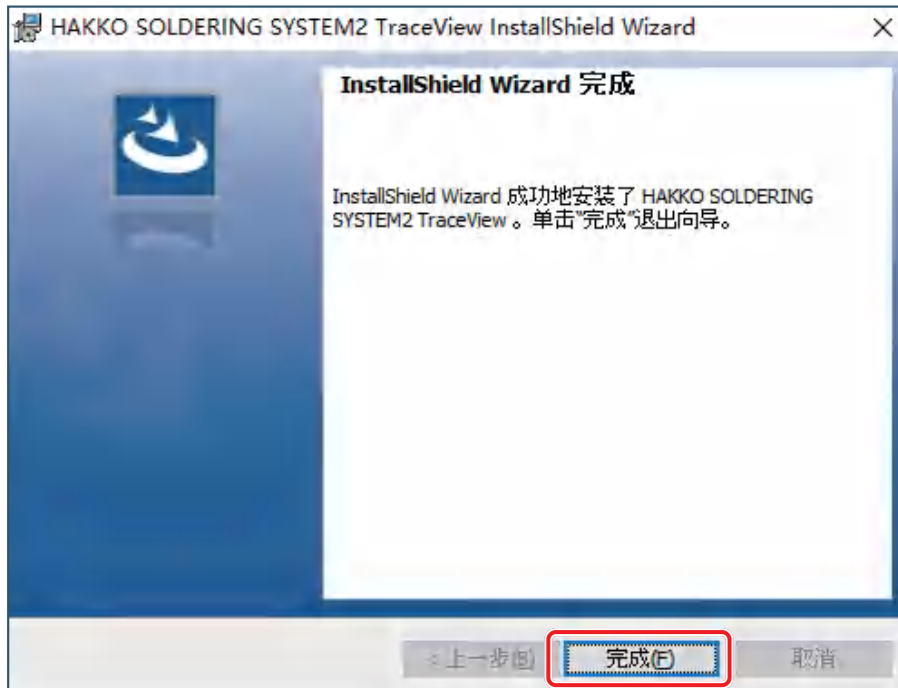 HAKKO SOLDERING SYSTEM2 TraceView InstallShield Wizard
InstallShield Wizard 完成
InstallShield Wizard 成功地安装了 HAKKO SOLDERING
SYSTEM2 TraceView 。单击"完成"退出向导。
< 上一步(B) 完成(F) 取消